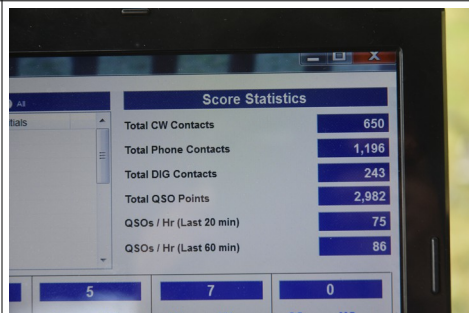 X
All
Score Statistics
tials
Total CW Contacts 650
Total Phone Contacts 1,196
Total DIG Contacts 243
Total QSO Points 2,982
QSOs / Hr (Last 20 min) 75
QSOs / Hr (Last 60 min) 86
5 7 0